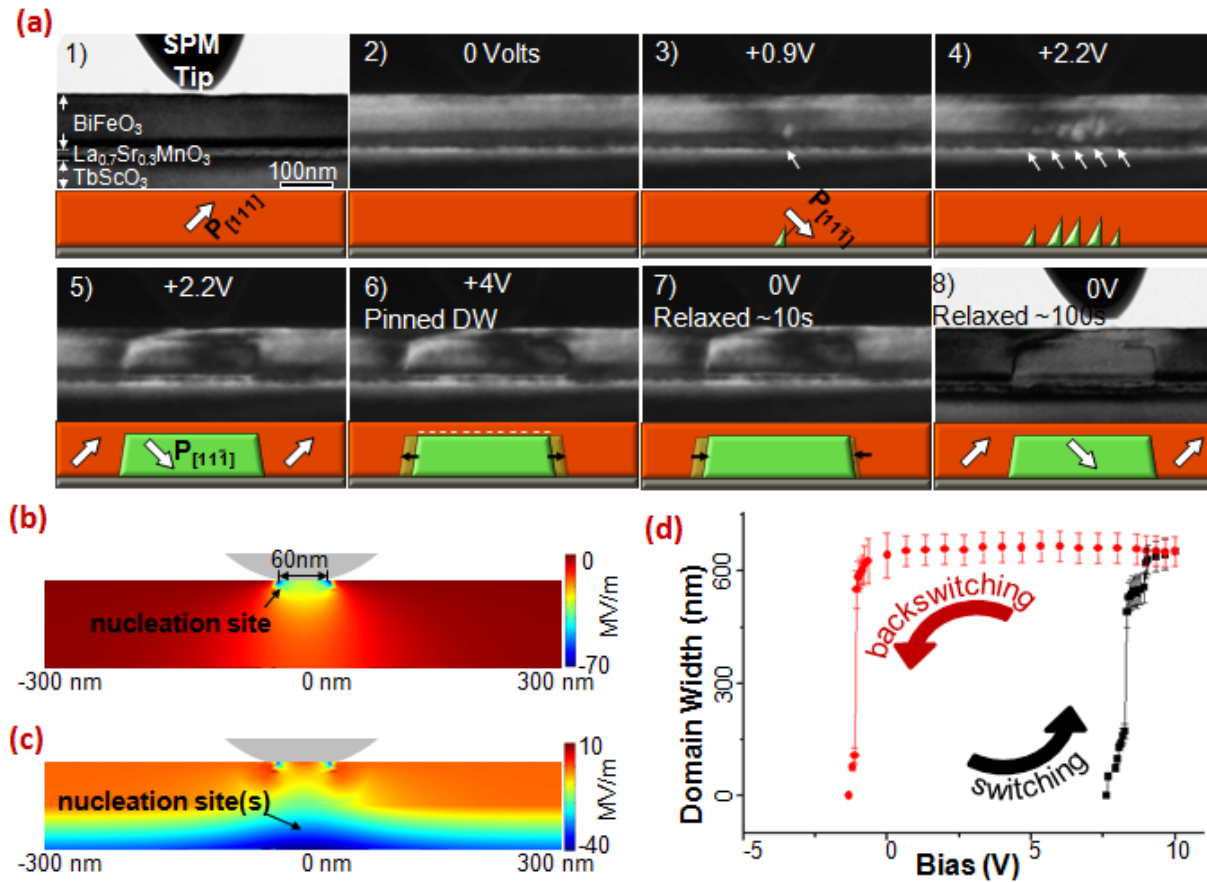 (a)
1)
SPM
Tip
BiFeO₃
La₀.₇Sr₀.₃MnO₃
TbScO₃
100nm
P[111]
2)
0 Volts
3)
+0.9V
P[111̄]
4)
+2.2V
5)
+2.2V
P[111̄]
6)
+4V
Pinned DW
7)
0V
Relaxed ~10s
8)
0V
Relaxed ~100s
(b)
60nm
nucleation site
-300 nm
0 nm
300 nm
0
MV/m
-70
(c)
nucleation site(s)
-300 nm
0 nm
300 nm
10
MV/m
-40
(d)
Domain Width (nm)
600
300
0
backswitching
switching
-5
0
5
10
Bias (V)